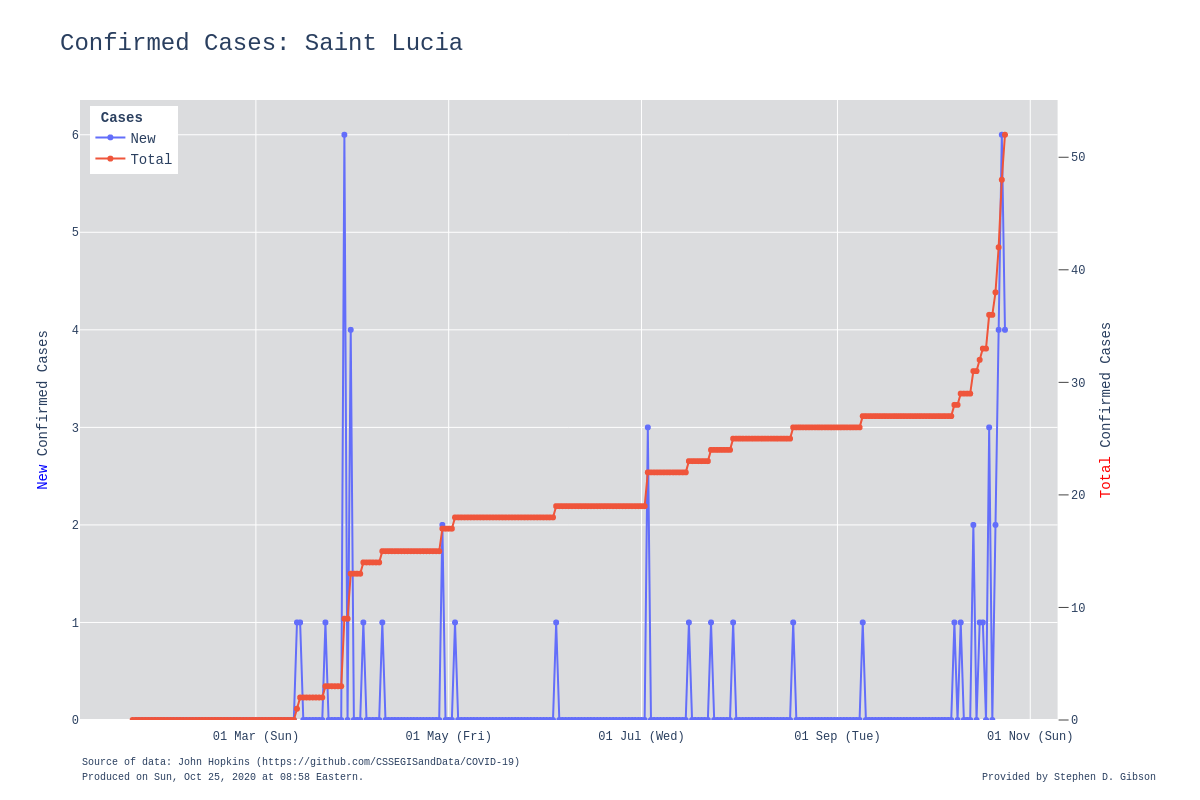 Confirmed Cases: Saint Lucia
Cases
New
Total
6
5
4
3
2
1
0
New Confirmed Cases
50
40
30
20
10
0
Total Confirmed Cases
01 Mar (Sun)
01 May (Fri)
01 Jul (Wed)
01 Sep (Tue)
01 Nov (Sun)
Source of data: John Hopkins (https://github.com/CSSEGISandData/COVID-19)
Produced on Sun, Oct 25, 2020 at 08:58 Eastern.
Provided by Stephen D. Gibson